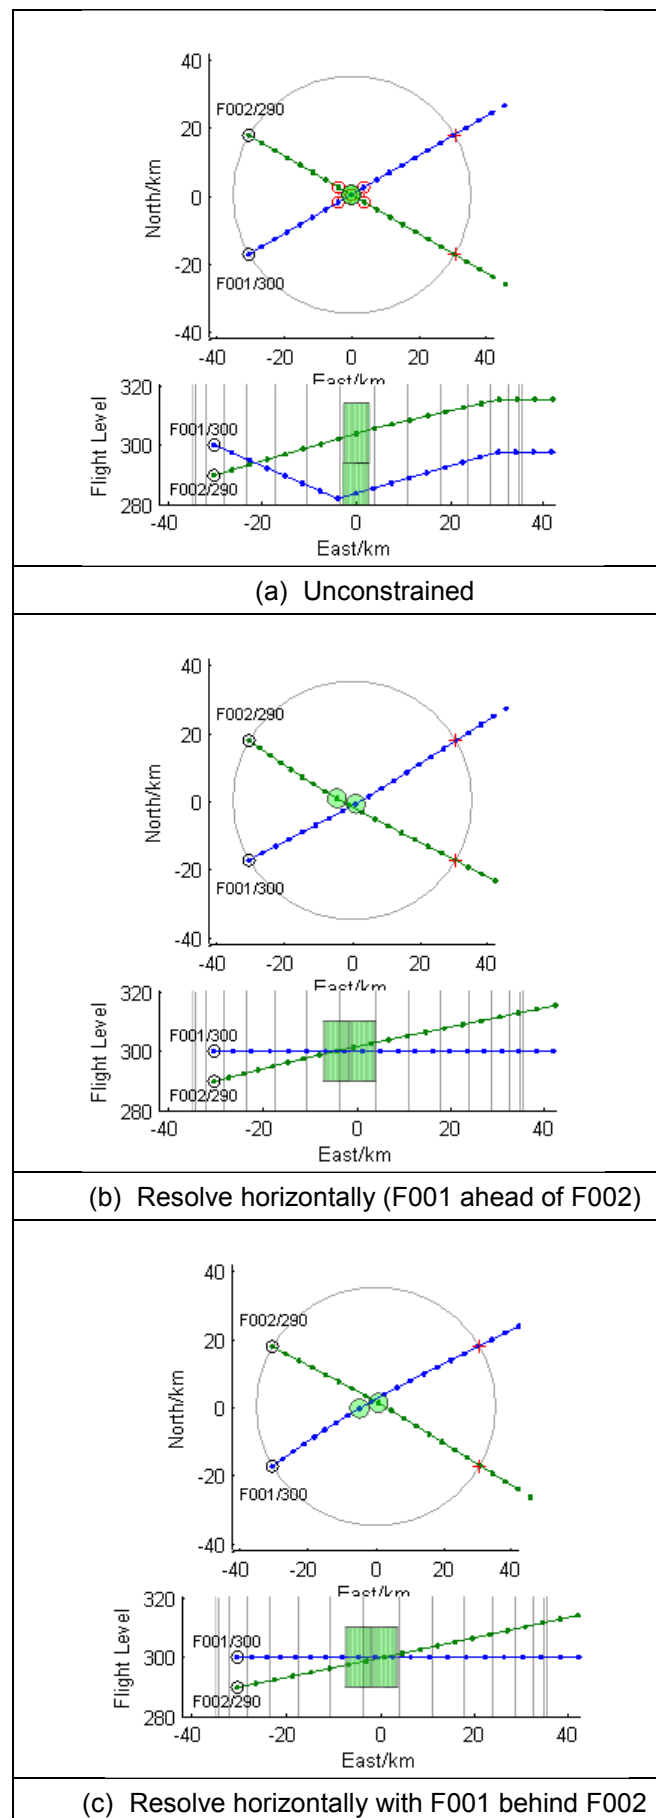 40
F002/290
20
North/km
0
-20
F001/300
-40
-40 -20 0 20 40
East/km
320
F001/300
Flight Level
300
F002/290
280
-40 -20 0 20 40
East/km
(a) Unconstrained
40
F002/290
20
North/km
0
-20
F001/300
-40
-40 -20 0 20 40
East/km
320
F001/300
Flight Level
300
F002/290
280
-40 -20 0 20 40
East/km
(b) Resolve horizontally (F001 ahead of F002)
40
F002/290
20
North/km
0
-20
F001/300
-40
-40 -20 0 20 40
East/km
320
F001/300
Flight Level
300
F002/290
280
-40 -20 0 20 40
East/km
(c) Resolve horizontally with F001 behind F002